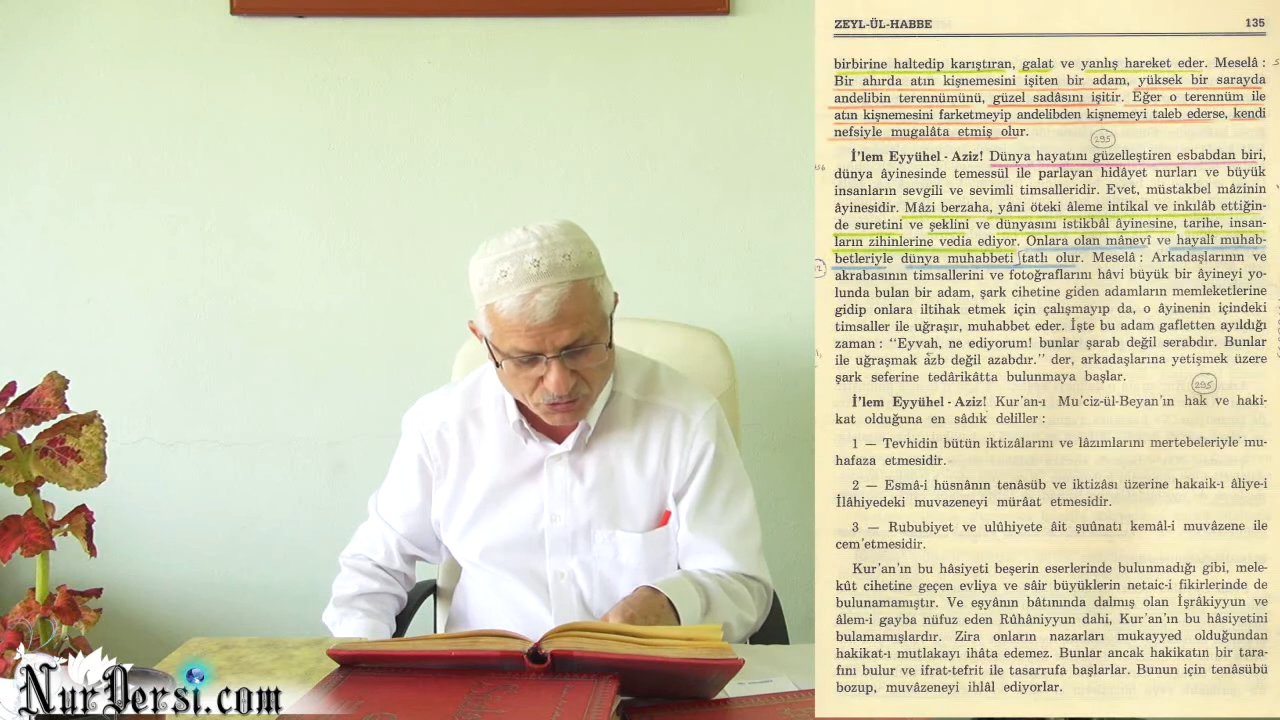 ZEYL-ÜL-HABBE 135
birbirine haltedip karıştıran, galat ve yanlış hareket eder. Meselâ :
Bir ahırda atın kişnemesini işiten bir adam, yüksek bir sarayda
andelibin terennümünü, güzel sadâsını işitir. Eğer o terennüm ile
atın kişnemesini farketmeyip andelibden kişnemeyi taleb ederse, kendi
nefsiyle mugalâta etmiş olur.
295
İ'lem Eyyühel - Aziz! Dünya hayatını güzelleştiren esbabdan biri,
dünya âyinesinde temessül ile parlayan hidâyet nurları ve büyük
insanların sevgili ve sevimli timsalleridir. Evet, müstakbel mâzinin
âyinesidir. Mâzi berzaha, yâni öteki âleme intikal ve inkılâb ettiğin-
de suretini ve şeklini ve dünyasını istikbâl âyinesine, tarihe, insan-
ların zihinlerine vedia ediyor. Onlara olan mânevî ve hayalî muhab-
betleriyle dünya muhabbeti tatlı olur. Meselâ : Arkadaşlarının ve
akrabasının timsallerini ve fotoğraflarını hâvi büyük bir âyineyi yo-
lunda bulan bir adam, şark cihetine giden adamların memleketlerine
gidip onlara iltihak etmek için çalışmayıp da, o âyinenin içindeki
timsaller ile uğraşır, muhabbet eder. İşte bu adam gafletten ayıldığı
zaman : "Eyvah, ne ediyorum! bunlar şarab değil serabdır. Bunlar
ile uğraşmak azb değil azabdır." der, arkadaşlarına yetişmek üzere
şark seferine tedârikâtta bulunmaya başlar.
295
İ'lem Eyyühel - Aziz! Kur'an-ı Mu'ciz-ül-Beyan'ın hak ve haki-
kat olduğuna en sâdık deliller :
1 — Tevhidin bütün iktizâlarını ve lâzımlarını mertebeleriyle mu-
hafaza etmesidir.
2 — Esmâ-i hüsnânın tenâsüb ve iktizâsı üzerine hakaik-ı âliye-i
İlâhiyedeki muvazeneyi mürâat etmesidir.
3 — Rububiyet ve ulûhiyete âit şuûnatı kemâl-i muvâzene ile
cem'etmesidir.
Kur'an'ın bu hâsiyeti beşerin eserlerinde bulunmadığı gibi, mele-
kût cihetine geçen evliya ve sâir büyüklerin netaic-i fikirlerinde de
bulunamamıştır. Ve eşyânın bâtınında dalmış olan İşrâkiyyun ve
âlem-i gayba nüfuz eden Rûhâniyyun dahi, Kur'an'ın bu hâsiyetini
bulamamışlardır. Zira onların nazarları mukayyed olduğundan
hakikat-ı mutlakayı ihâta edemez. Bunlar ancak hakikatın bir tara-
fını bulur ve ifrat-tefrit ile tasarrufa başlarlar. Bunun için tenâsübü
bozup, muvâzeneyi ihlâl ediyorlar.
NurDersi.com